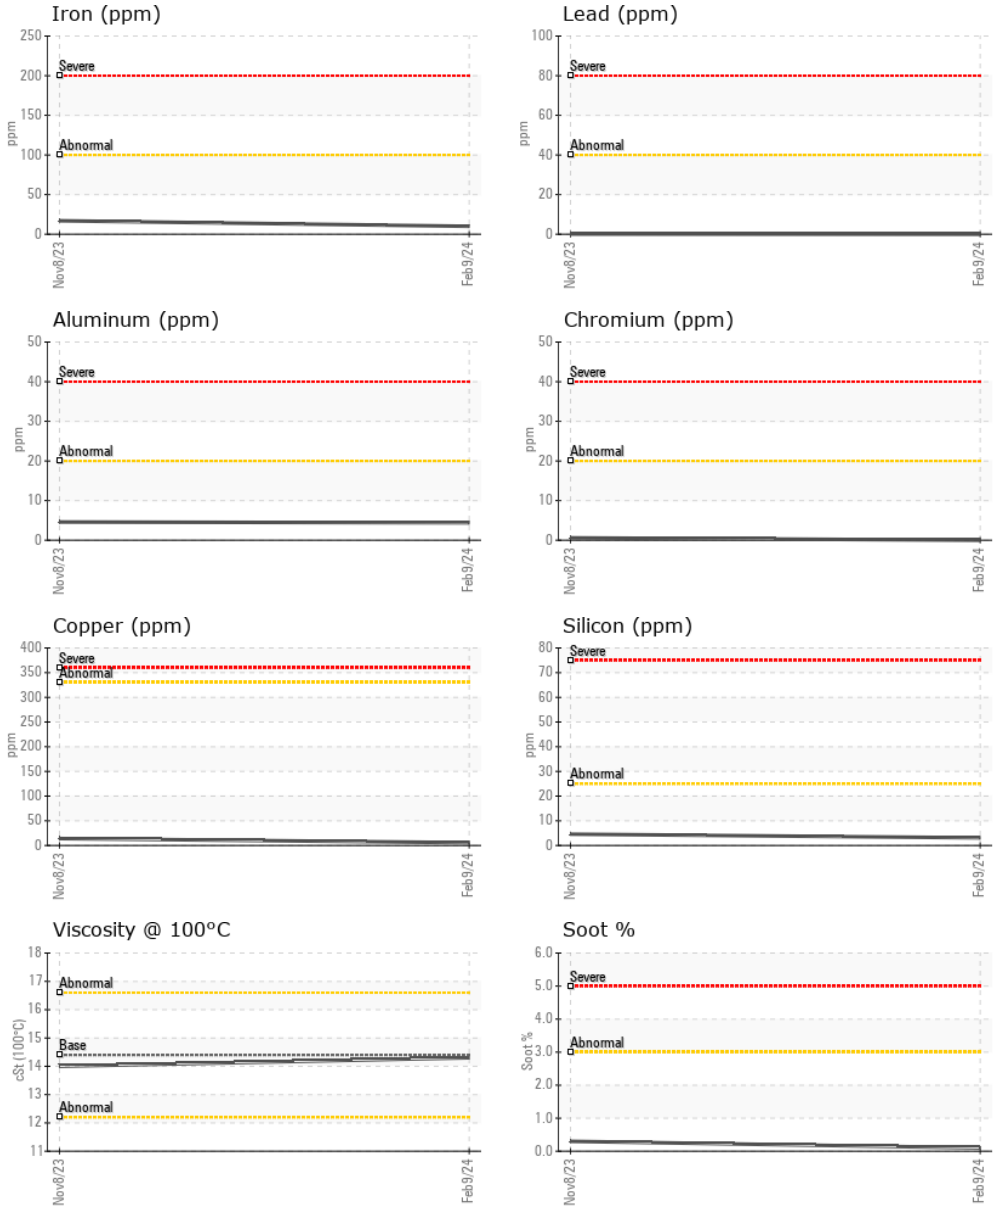 Iron (ppm)
250
200
150
100
50
0
ppm
Severe
Abnormal
Nov8/23
Feb9/24
Lead (ppm)
100
80
60
40
20
0
ppm
Severe
Abnormal
Nov8/23
Feb9/24
Aluminum (ppm)
50
40
30
20
10
0
ppm
Severe
Abnormal
Nov8/23
Feb9/24
Chromium (ppm)
50
40
30
20
10
0
ppm
Severe
Abnormal
Nov8/23
Feb9/24
Copper (ppm)
400
350
300
250
200
150
100
50
0
ppm
Severe
Abnormal
Nov8/23
Feb9/24
Silicon (ppm)
80
70
60
50
40
30
20
10
0
ppm
Severe
Abnormal
Nov8/23
Feb9/24
Viscosity @ 100°C
18
17
16
15
14
13
12
11
cSt (100°C)
Abnormal
Base
Abnormal
Nov8/23
Feb9/24
Soot %
6.0
5.0
4.0
3.0
2.0
1.0
0.0
Soot %
Severe
Abnormal
Nov8/23
Feb9/24